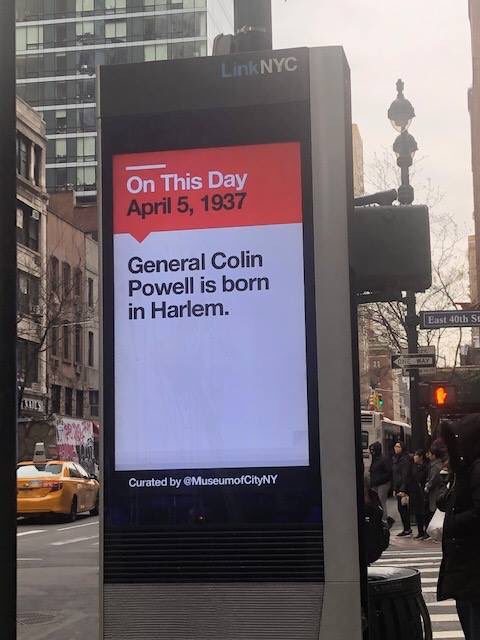 LinkNYC
On This Day
April 5, 1937
General Colin
Powell is born
in Harlem.
Curated by @MuseumofCityNY
East 40th St
ONE WAY